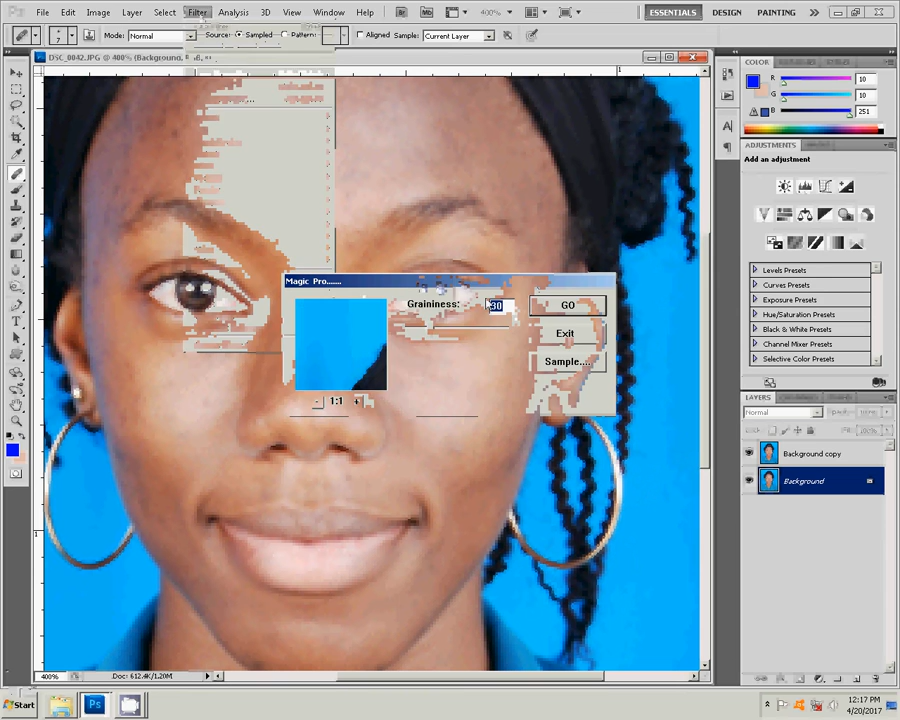 File Edit Image Layer Select Filter Analysis 3D View Window Help 400% ESSENTIALS DESIGN PAINTING
7 Mode: Normal Source: Sampled Pattern: Aligned Sample: Current Layer
DSC_0042.JPG @ 400% (Background,
COLOR
R 10
G 10
B 251
ADJUSTMENTS
Add an adjustment
Levels Presets
Curves Presets
Exposure Presets
Hue/Saturation Presets
Black & White Presets
Channel Mixer Presets
Selective Color Presets
Magic Pro.......
Graininess: 30
GO
Exit
Sample....
- 1:1 +
LAYERS
Normal
Background copy
Background
400% Doc: 612.4K/1.20M
Start
12:17 PM
4/20/2017